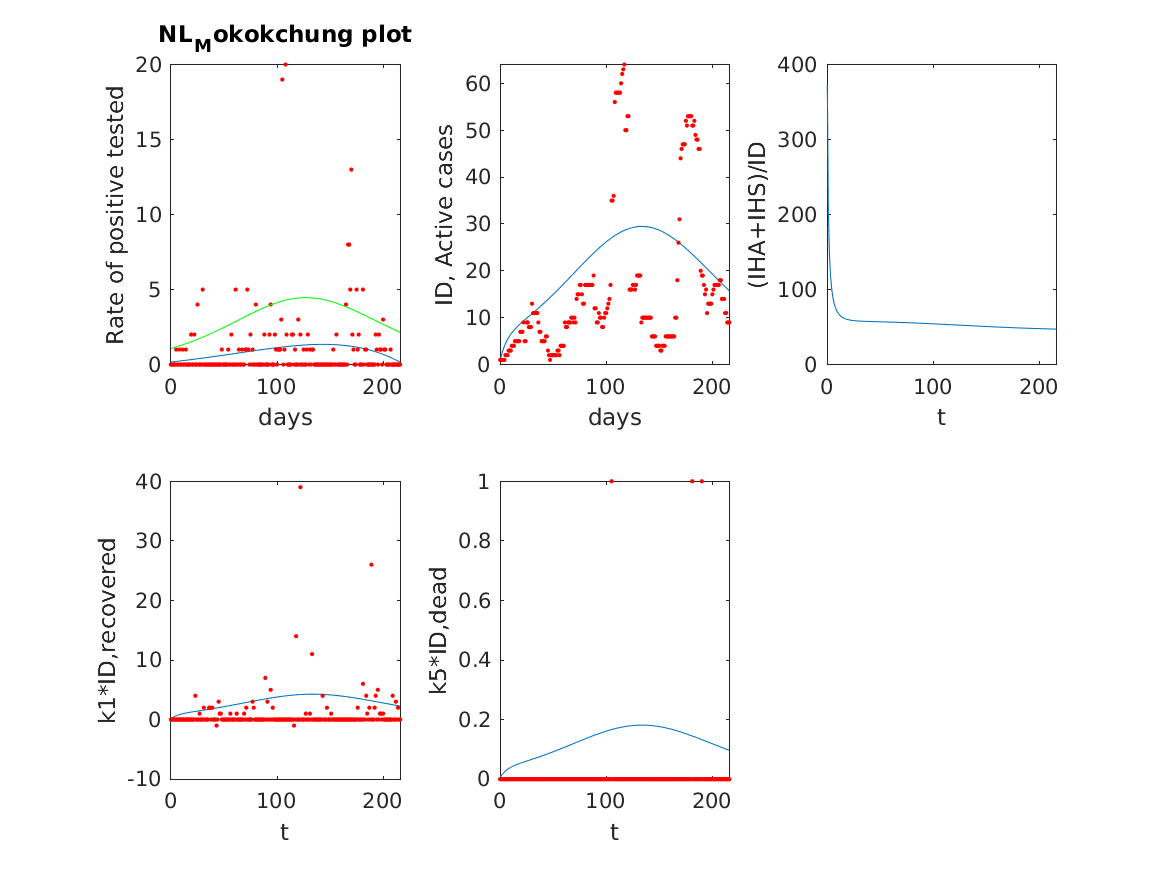 NL_Mokokchung plot
20
15
10
5
0
0 100 200
Rate of positive tested
days
60
50
40
30
20
10
0
0 100 200
ID, Active cases
days
400
300
200
100
0
0 100 200
(IHA+IHS)/ID
t
40
30
20
10
0
-10
0 100 200
k1*ID,recovered
t
1
0.8
0.6
0.4
0.2
0
0 100 200
k5*ID,dead
t